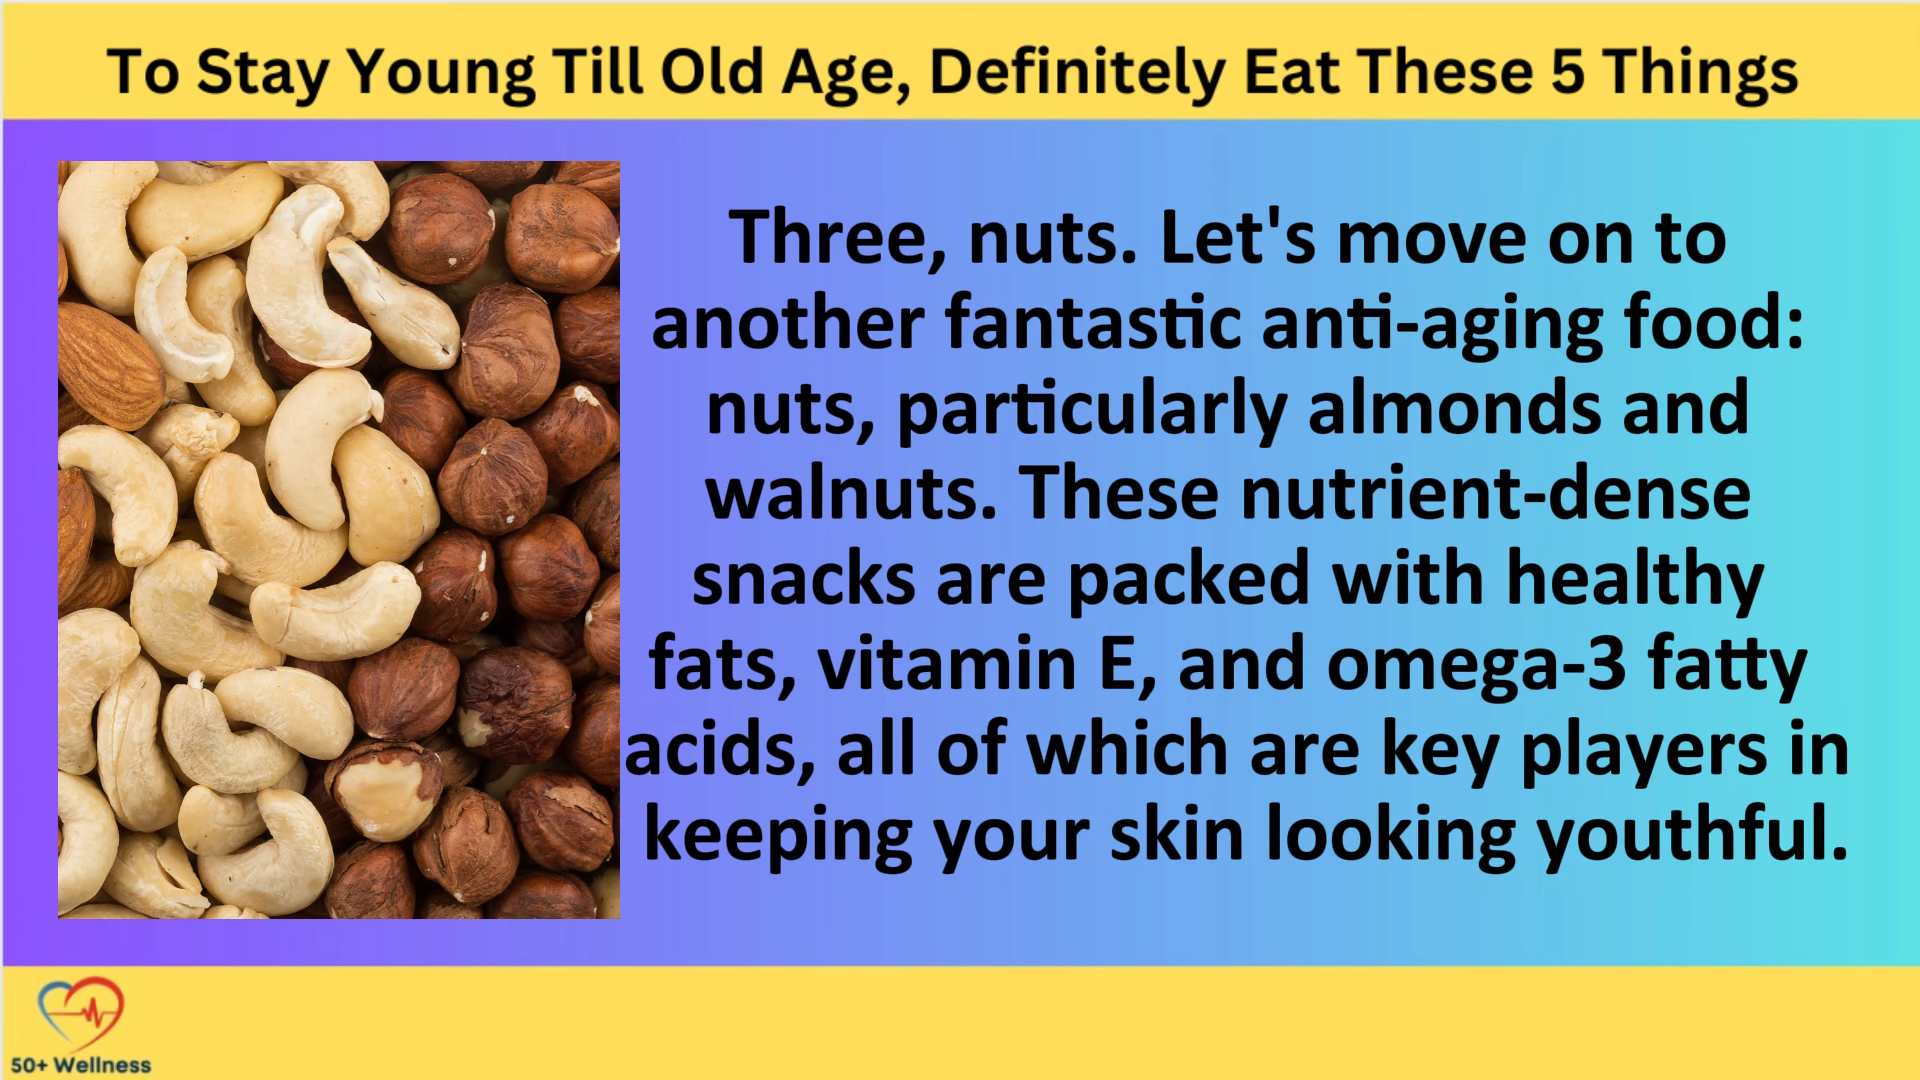 To Stay Young Till Old Age, Definitely Eat These 5 Things
Three, nuts. Let's move on to
another fantastic anti-aging food:
nuts, particularly almonds and
walnuts. These nutrient-dense
snacks are packed with healthy
fats, vitamin E, and omega-3 fatty
acids, all of which are key players in
keeping your skin looking youthful.
50+ Wellness